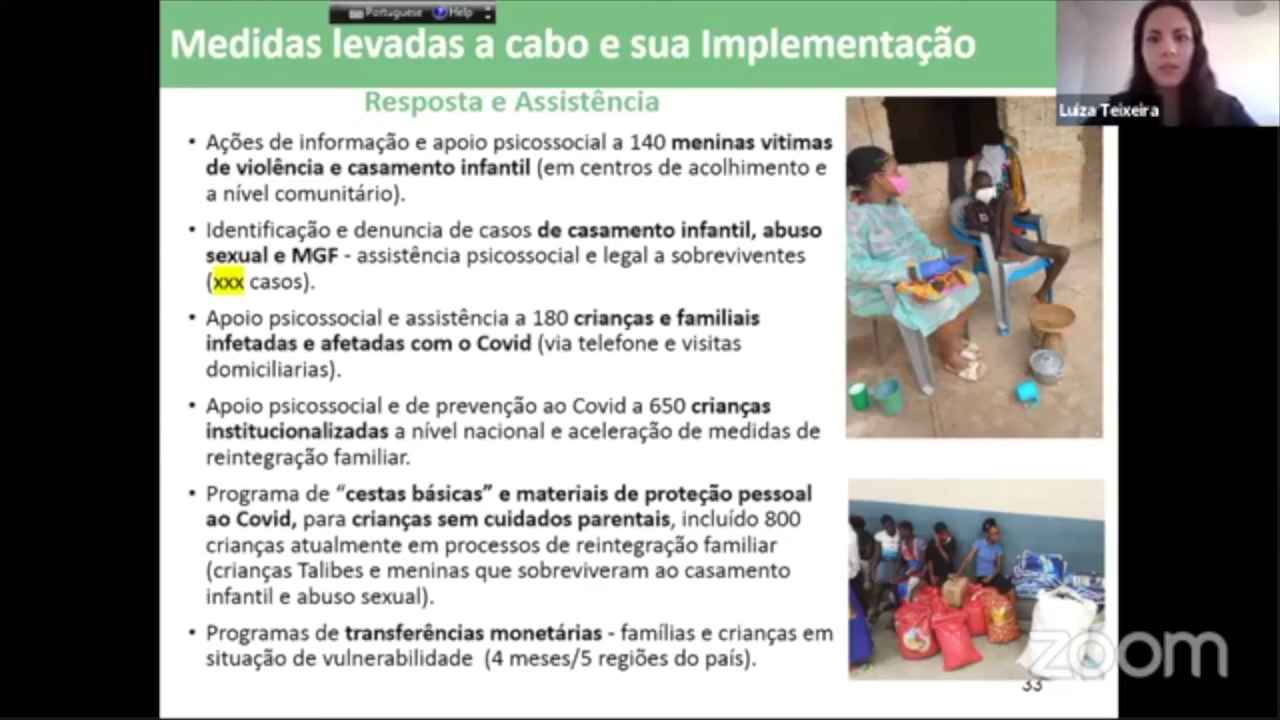 Portuguese Help
Medidas levadas a cabo e sua Implementação
Luiza Teixeira
Resposta e Assistência
• Ações de informação e apoio psicossocial a 140 meninas vitimas
de violência e casamento infantil (em centros de acolhimento e
a nível comunitário).
• Identificação e denuncia de casos de casamento infantil, abuso
sexual e MGF - assistência psicossocial e legal a sobreviventes
(xxx casos).
• Apoio psicossocial e assistência a 180 crianças e familiais
infetadas e afetadas com o Covid (via telefone e visitas
domiciliarias).
• Apoio psicossocial e de prevenção ao Covid a 650 crianças
institucionalizadas a nível nacional e aceleração de medidas de
reintegração familiar.
• Programa de “cestas básicas” e materiais de proteção pessoal
ao Covid, para crianças sem cuidados parentais, incluído 800
crianças atualmente em processos de reintegração familiar
(crianças Talibes e meninas que sobreviveram ao casamento
infantil e abuso sexual).
• Programas de transferências monetárias - famílias e crianças em
situação de vulnerabilidade (4 meses/5 regiões do país).
zoom
33